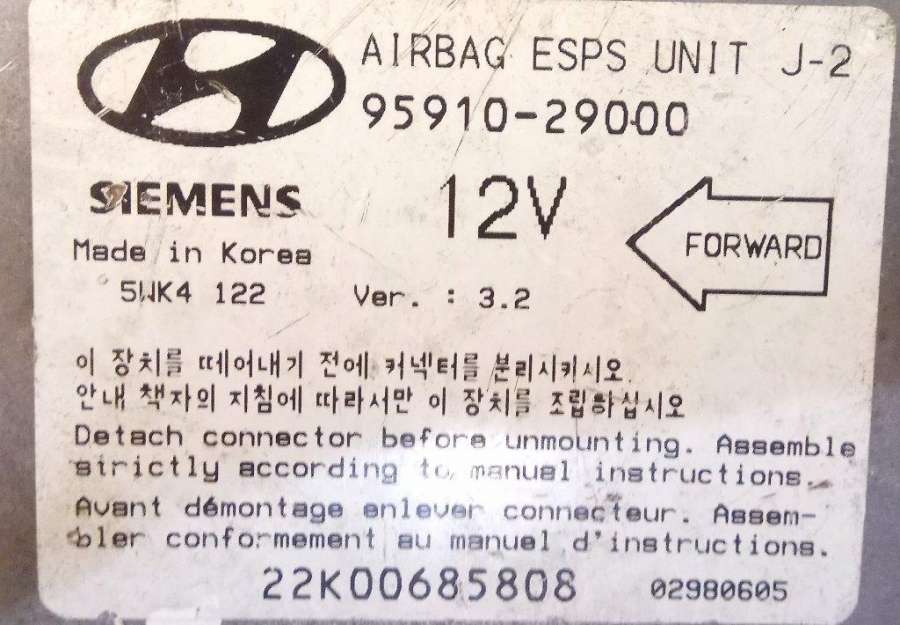 AIRBAG ESPS UNIT J-2
95910-29000
SIEMENS
12V
FORWARD
Made in Korea
5WK4 122
Ver. : 3.2
이 장치를 떼어내기 전에 커넥터를 분리시키시오
안내 책자의 지침에 따라서만 이 장치를 조립하십시오
Detach connector before unmounting. Assemble
strictly according to manuel instructions.
Avant démontage enlever connecteur. Assem-
bler conformement au manuel d'instructions.
22K00685808
02980605